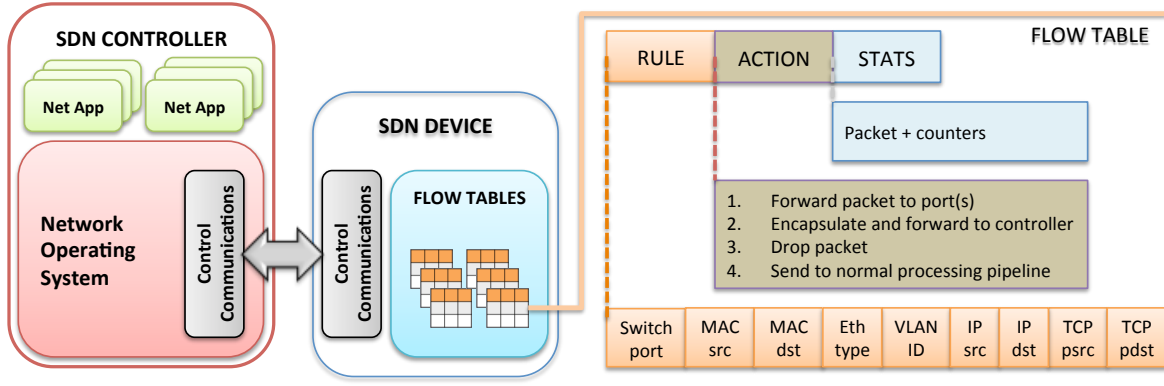 SDN CONTROLLER
Net App
Net App
Network
Operating
System
Control
Communications
SDN DEVICE
Control
Communications
FLOW TABLES
FLOW TABLE
RULE
ACTION
STATS
Packet + counters
1. Forward packet to port(s)
2. Encapsulate and forward to controller
3. Drop packet
4. Send to normal processing pipeline
Switch
port
MAC
src
MAC
dst
Eth
type
VLAN
ID
IP
src
IP
dst
TCP
psrc
TCP
pdst